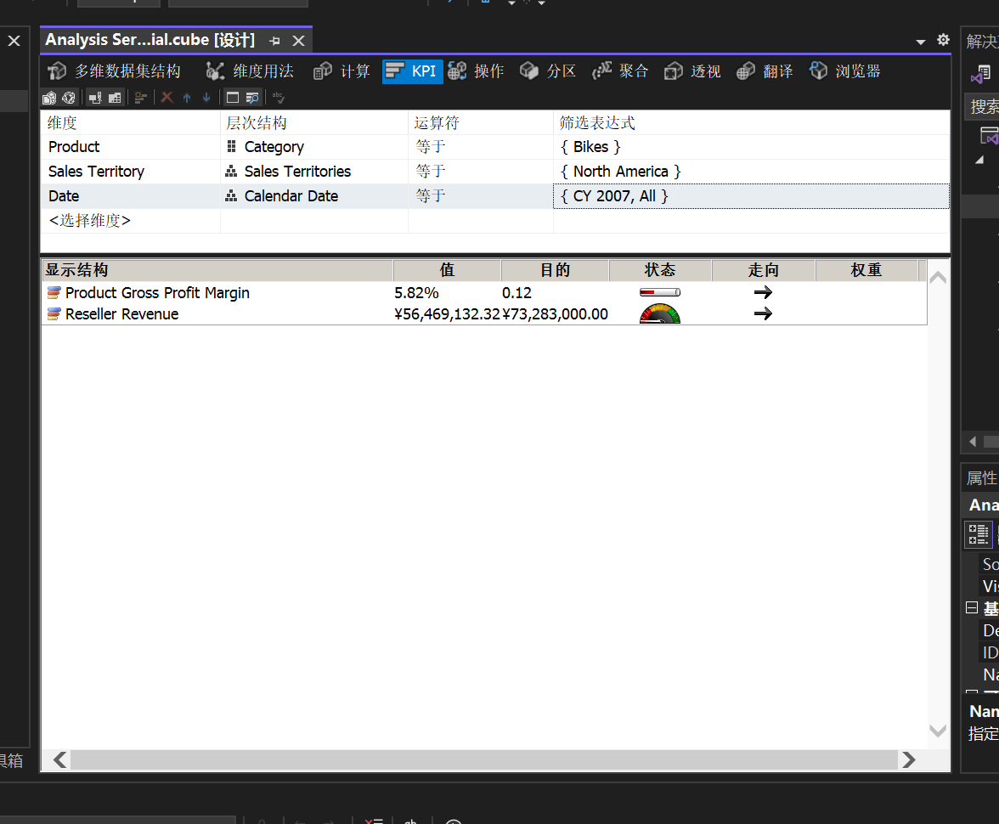 Analysis Ser...ial.cube [设计]
解决
多维数据集结构 维度用法 计算 KPI 操作 分区 聚合 透视 翻译 浏览器
搜索
维度 层次结构 运算符 筛选表达式
Product Category 等于 { Bikes }
Sales Territory Sales Territories 等于 { North America }
Date Calendar Date 等于 { CY 2007, All }
<选择维度>
显示结构 值 目的 状态 走向 权重
Product Gross Profit Margin 5.82% 0.12
Reseller Revenue ¥56,469,132.32 ¥73,283,000.00
属性
Ana
So
Vis
基
De
ID
Na
Nam
指定
具箱